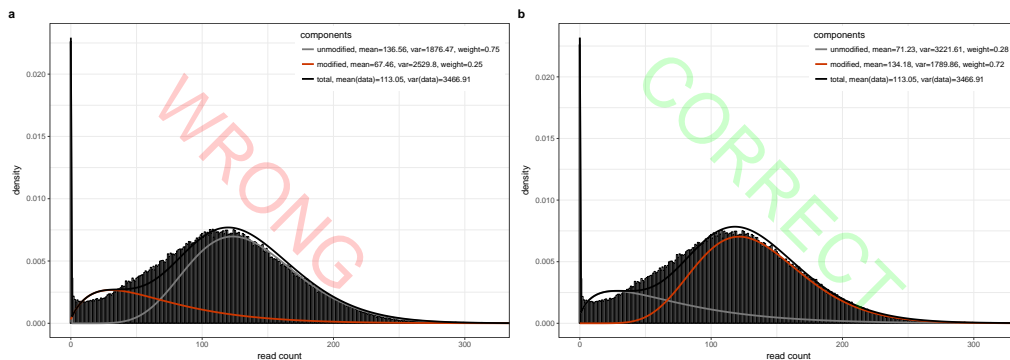 a
components
unmodified, mean=136.56, var=1876.47, weight=0.75
modified, mean=67.46, var=2529.8, weight=0.25
total, mean(data)=113.05, var(data)=3466.91
WRONG
density
0.020
0.015
0.010
0.005
0.000
0
100
200
300
read count
b
components
unmodified, mean=71.23, var=3221.61, weight=0.28
modified, mean=134.18, var=1789.86, weight=0.72
total, mean(data)=113.05, var(data)=3466.91
CORRECT
density
0.020
0.015
0.010
0.005
0.000
0
100
200
300
read count